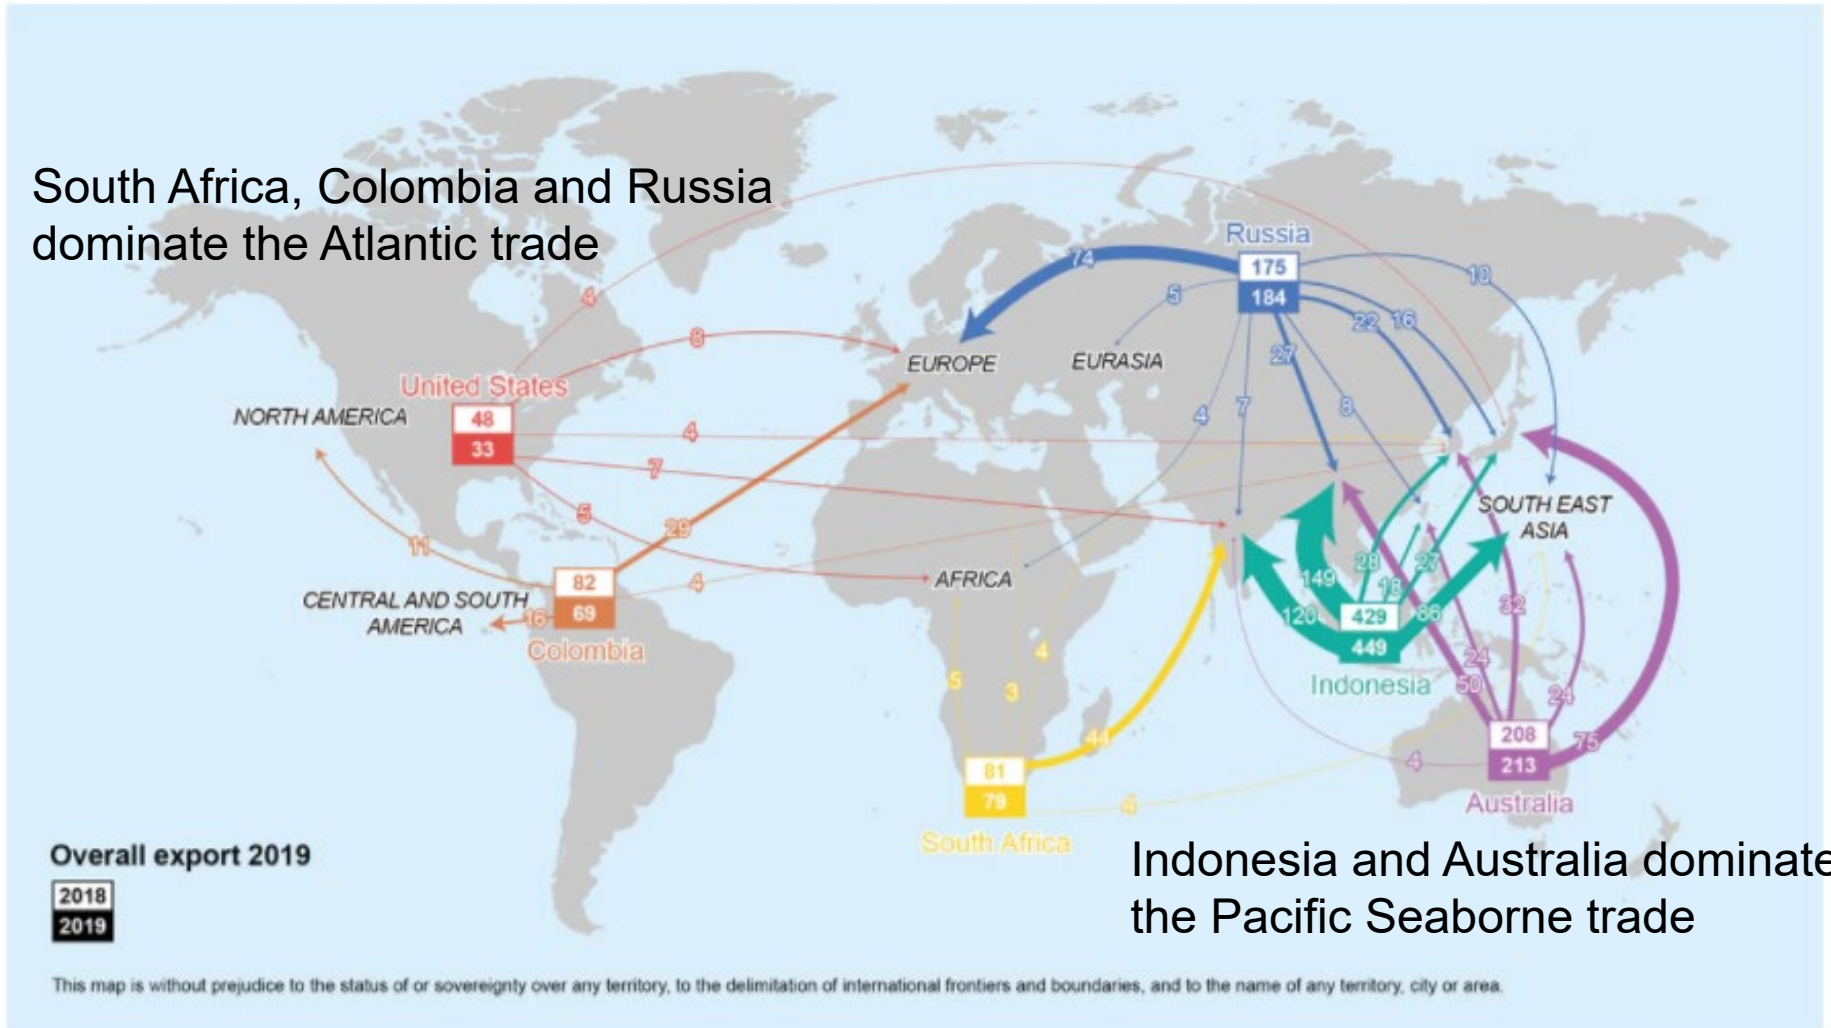 South Africa, Colombia and Russia
dominate the Atlantic trade
Russia
175
184
74
5
10
22
16
27
4
7
8
4
8
EUROPE
EURASIA
United States
48
33
NORTH AMERICA
4
7
5
29
11
82
69
Colombia
4
16
CENTRAL AND SOUTH
AMERICA
AFRICA
SOUTH EAST
ASIA
149
120
28
18
27
86
429
449
Indonesia
32
24
50
24
75
208
213
Australia
4
5
3
4
44
81
79
South Africa
4
Indonesia and Australia dominate
the Pacific Seaborne trade
Overall export 2019
2018
2019
This map is without prejudice to the status of or sovereignty over any territory, to the delimitation of international frontiers and boundaries, and to the name of any territory, city or area.